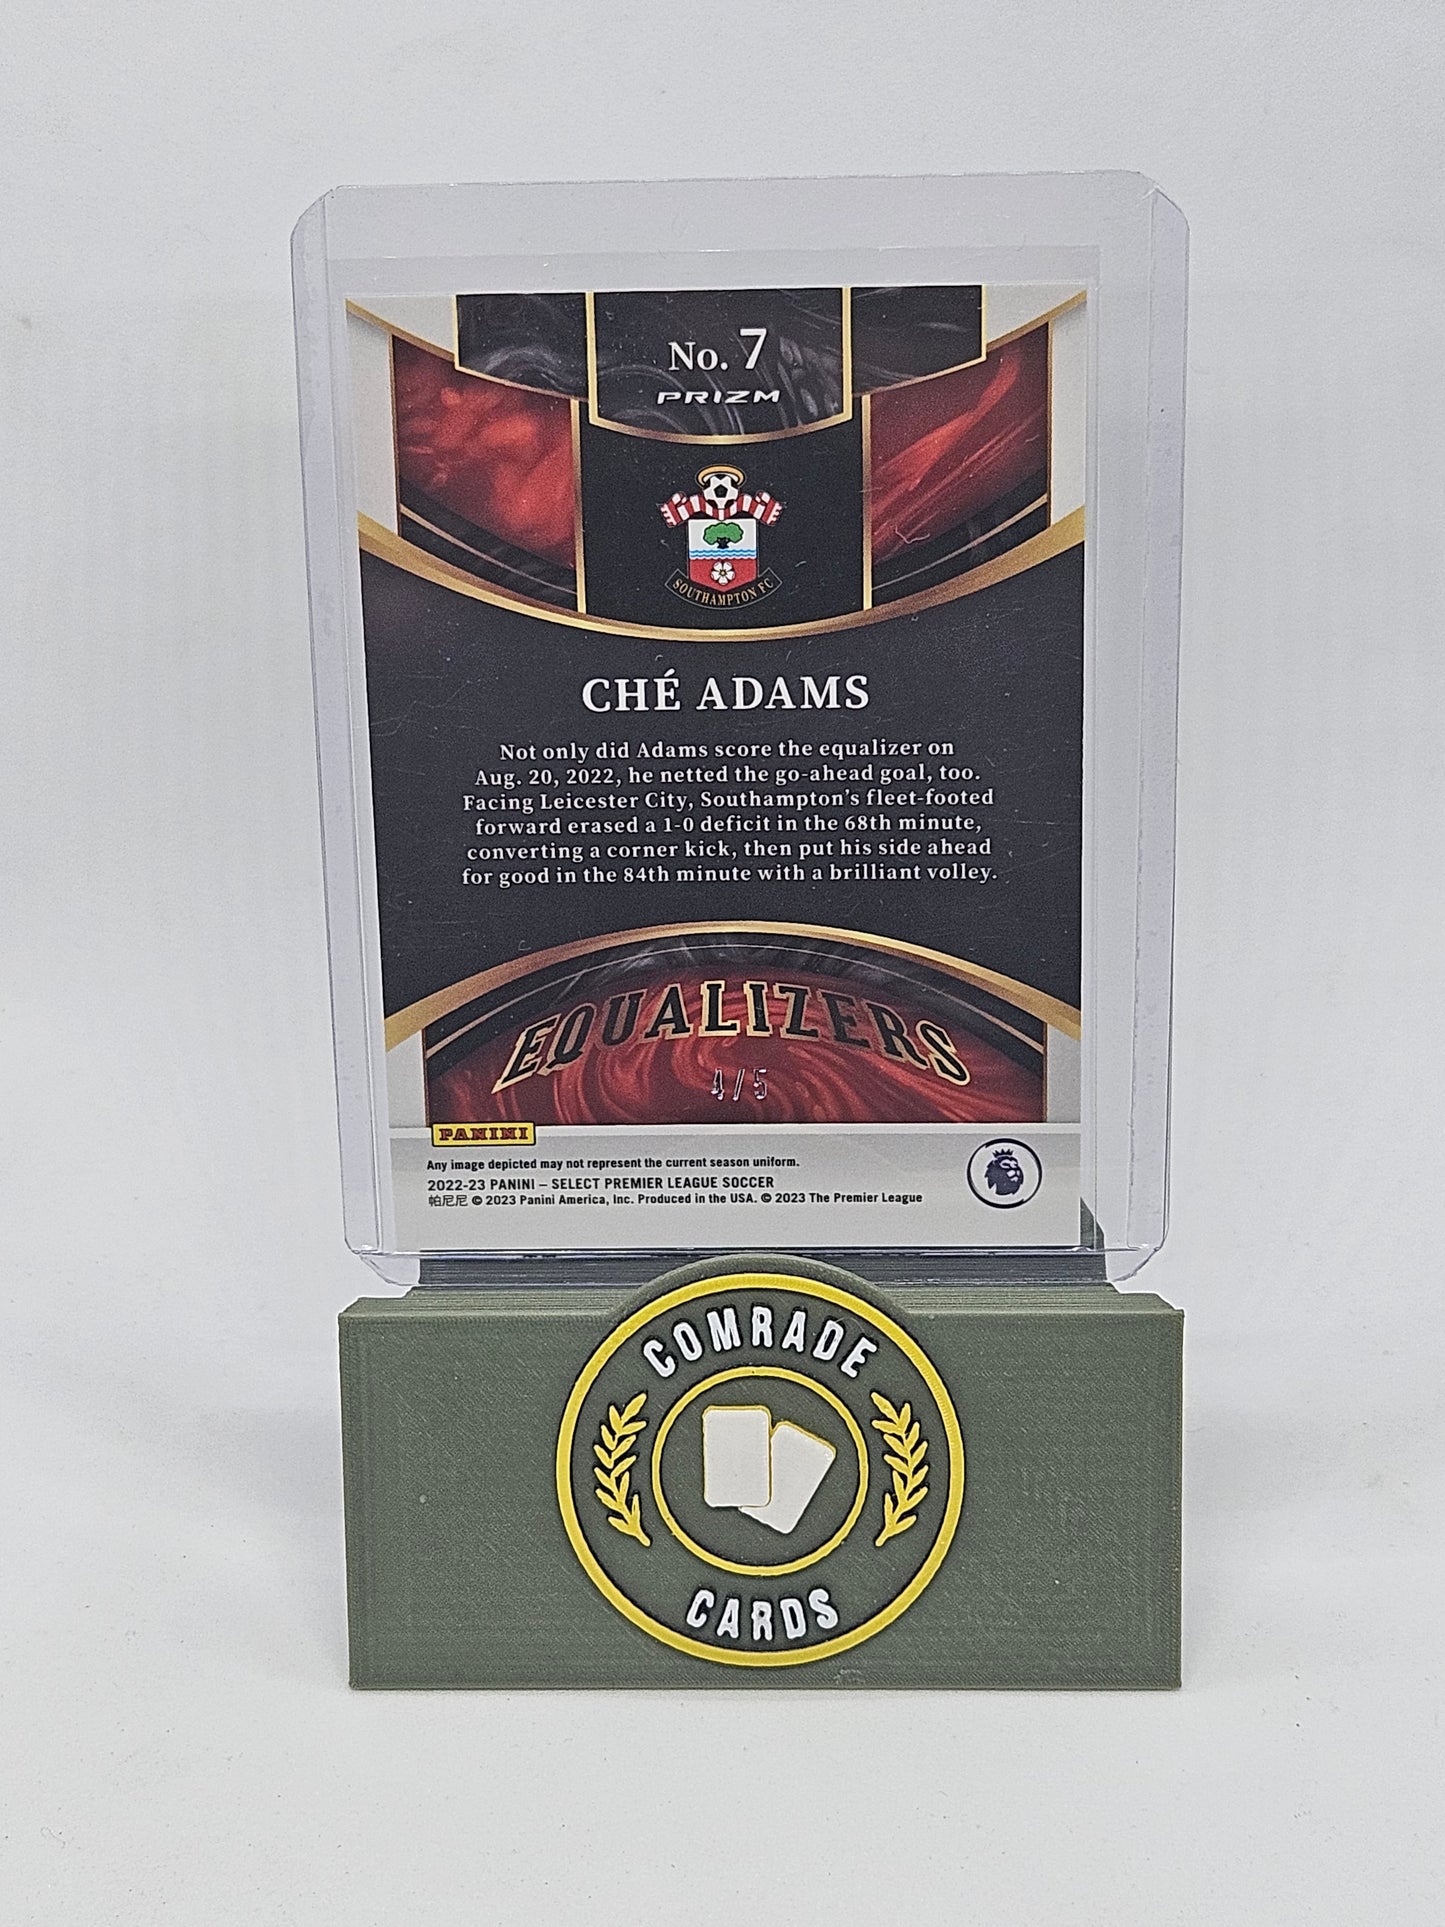 No. 7
PRIZM
SOUTHAMPTON FC
CHÉ ADAMS
Not only did Adams score the equalizer on
Aug. 20, 2022, he netted the go-ahead goal, too.
Facing Leicester City, Southampton's fleet-footed
forward erased a 1-0 deficit in the 68th minute,
converting a corner kick, then put his side ahead
for good in the 84th minute with a brilliant volley.
EQUALIZERS
4/5
PANINI
Any image depicted may not represent the current season uniform.
2022-23 PANINI – SELECT PREMIER LEAGUE SOCCER
帕尼尼 © 2023 Panini America, Inc. Produced in the USA. © 2023 The Premier League
COMRADE
CARDS